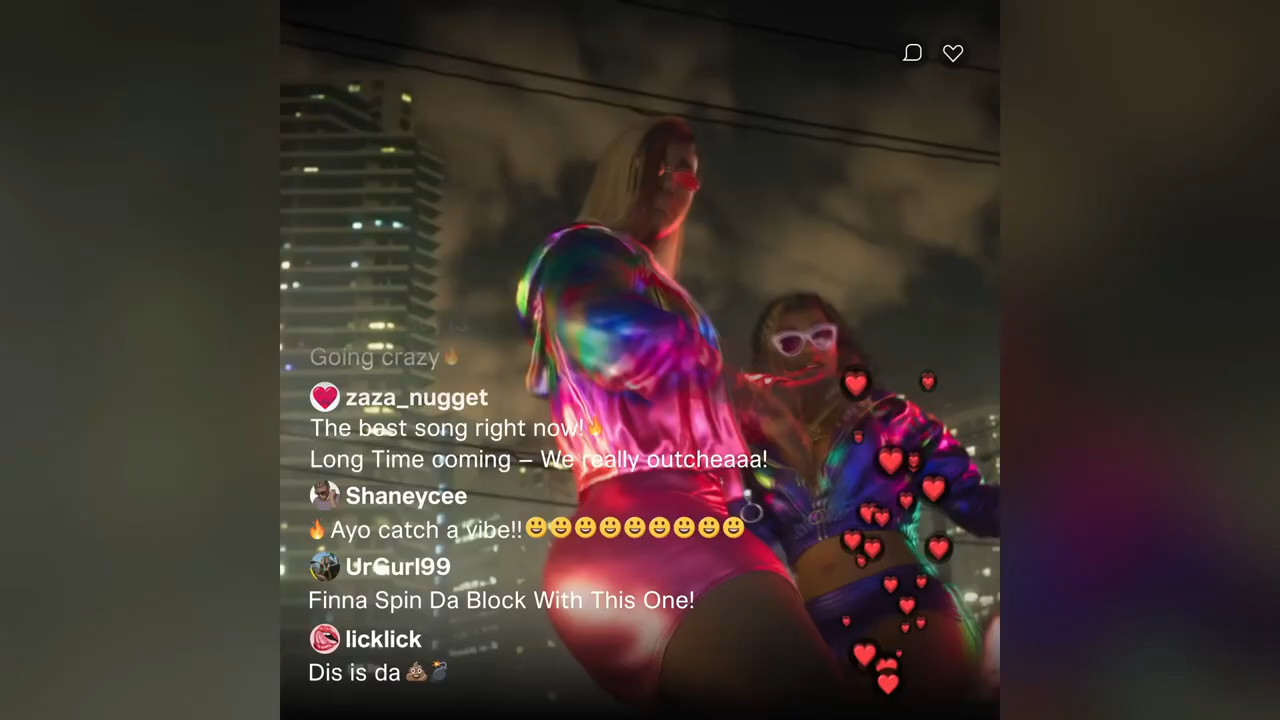 Going crazy🔥
zaza_nugget
The best song right now!🔥
Long Time coming – We really outcheaaa!
Shaneycee
🔥Ayo catch a vibe!!😀😀😀😀😀😀😀😀😀
UrGurl99
Finna Spin Da Block With This One!
licklick
Dis is da💩💣